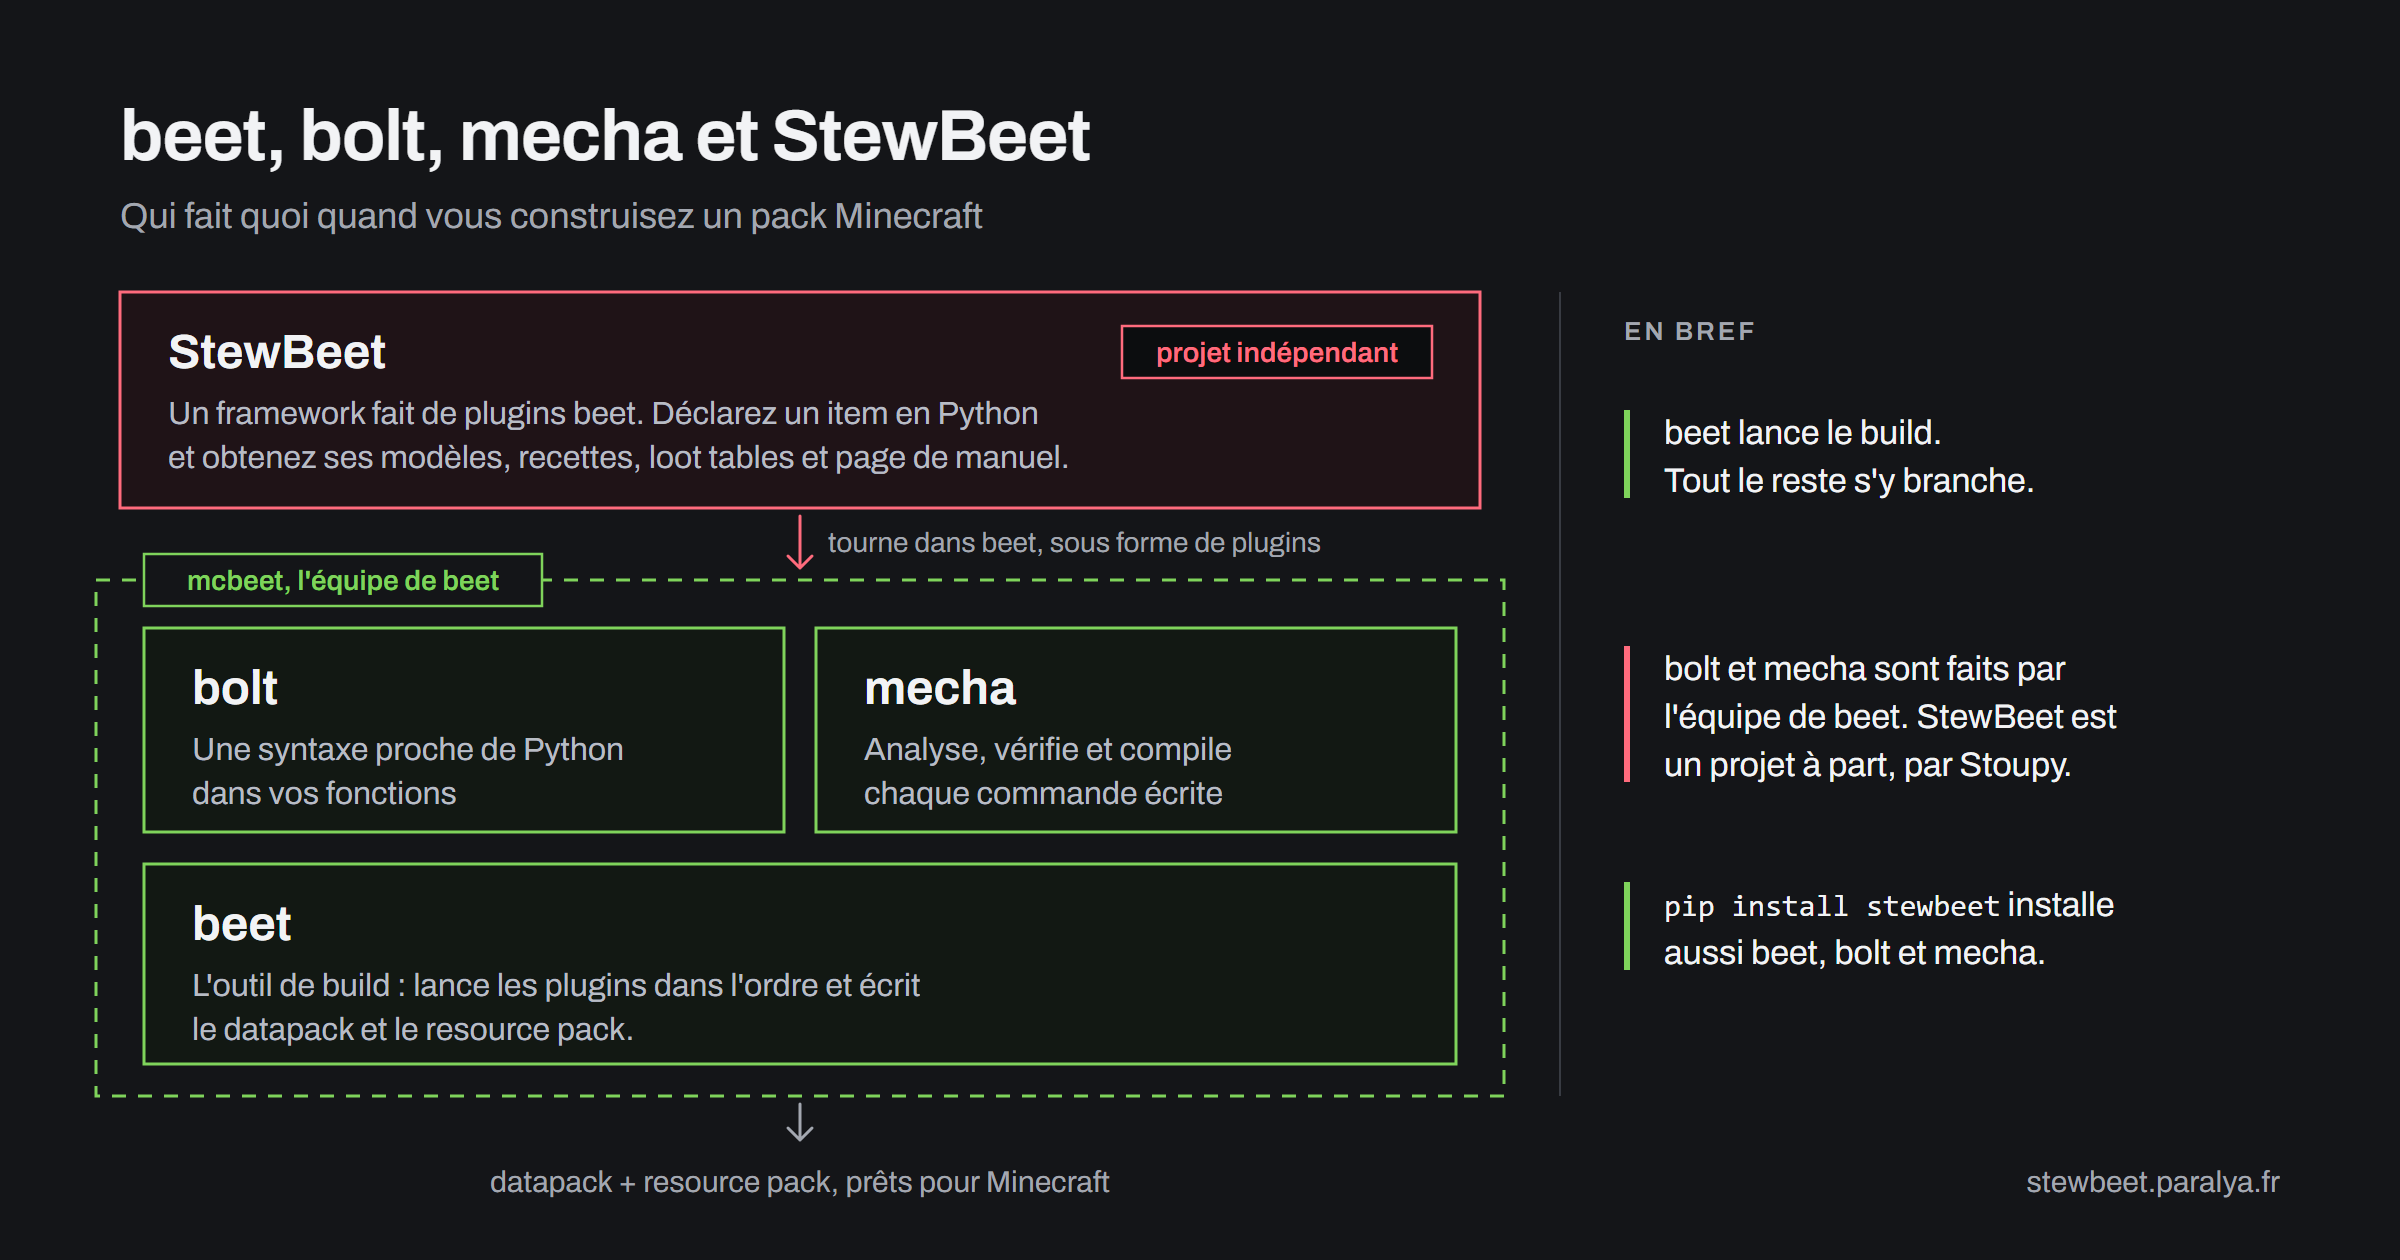 beet, bolt, mecha et StewBeet
Qui fait quoi quand vous construisez un pack Minecraft
StewBeet
projet indépendant
Un framework fait de plugins beet. Déclarez un item en Python
et obtenez ses modèles, recettes, loot tables et page de manuel.
tourne dans beet, sous forme de plugins
mcbeet, l'équipe de beet
bolt
Une syntaxe proche de Python
dans vos fonctions
mecha
Analyse, vérifie et compile
chaque commande écrite
beet
L'outil de build : lance les plugins dans l'ordre et écrit
le datapack et le resource pack.
datapack + resource pack, prêts pour Minecraft
EN BREF
beet lance le build.
Tout le reste s'y branche.
bolt et mecha sont faits par
l'équipe de beet. StewBeet est
un projet à part, par Stoupy.
pip install stewbeet installe
aussi beet, bolt et mecha.
stewbeet.paralya.fr